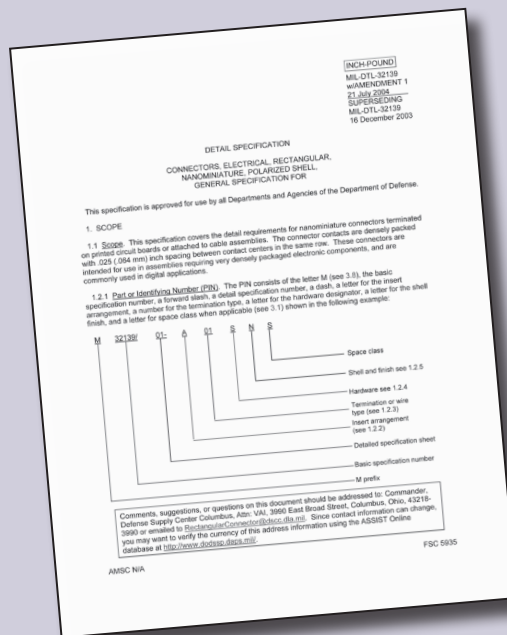 INCH-POUND
MIL-DTL-32139
w/AMENDMENT 1
21 July 2004
SUPERSEDING
MIL-DTL-32139
16 December 2003
DETAIL SPECIFICATION
CONNECTORS, ELECTRICAL, RECTANGULAR,
NANOMINIATURE, POLARIZED SHELL,
GENERAL SPECIFICATION FOR
This specification is approved for use by all Departments and Agencies of the Department of Defense.
1. SCOPE
1.1 Scope. This specification covers the detail requirements for nanominiature connectors terminated
on printed circuit boards or attached to cable assemblies. The connector contacts are densely packed
with .025 (.064 mm) inch spacing between contact centers in the same row. These connectors are
intended for use in assemblies requiring very densely packaged electronic components, and are
commonly used in digital applications.
1.2.1 Part or Identifying Number (PIN). The PIN consists of the letter M (see 3.8), the basic
specification number, a forward slash, a detail specification number, a dash, a letter for the insert
arrangement, a number for the termination type, a letter for the hardware designator, a letter for the shell
finish, and a letter for space class when applicable (see 3.1) shown in the following example:
M 32139/ 01- A 01 S N S
Space class
Shell and finish see 1.2.5
Hardware see 1.2.4
Termination or wire
type (see 1.2.3)
Insert arrangement
(see 1.2.2)
Detailed specification sheet
Basic specification number
M prefix
Comments, suggestions, or questions on this document should be addressed to: Commander,
Defense Supply Center Columbus, Attn: VAI, 3990 East Broad Street, Columbus, Ohio, 43218-
3990 or emailed to RectangularConnector@dscc.dla.mil. Since contact information can change,
you may want to verify the currency of this address information using the ASSIST Online
database at http://www.dodssp.daps.mil/.
AMSC N/A
FSC 5935